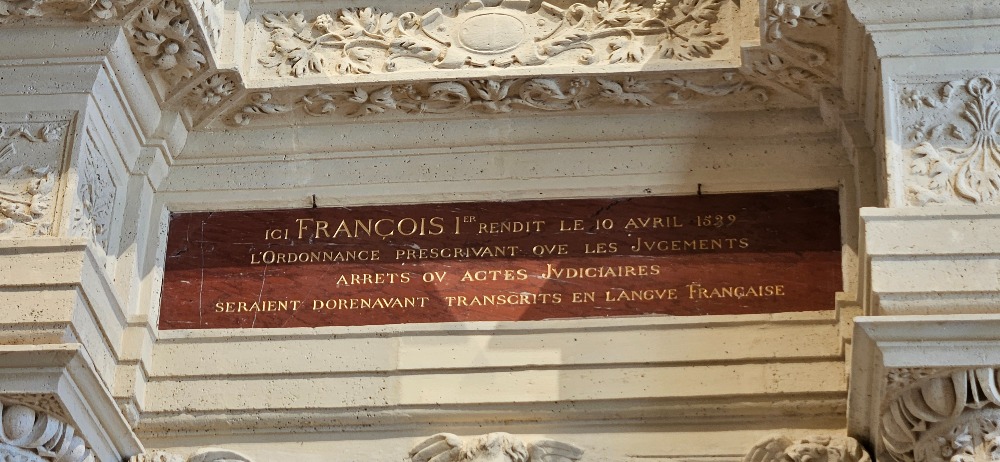 ICI FRANÇOIS IER RENDIT LE 10 AVRIL 1539
L'ORDONNANCE PRESCRIVANT QVE LES JVGEMENTS
ARRETS OV ACTES JVDICIAIRES
SERAIENT DORENAVANT TRANSCRITS EN LANGVE FRANÇAISE